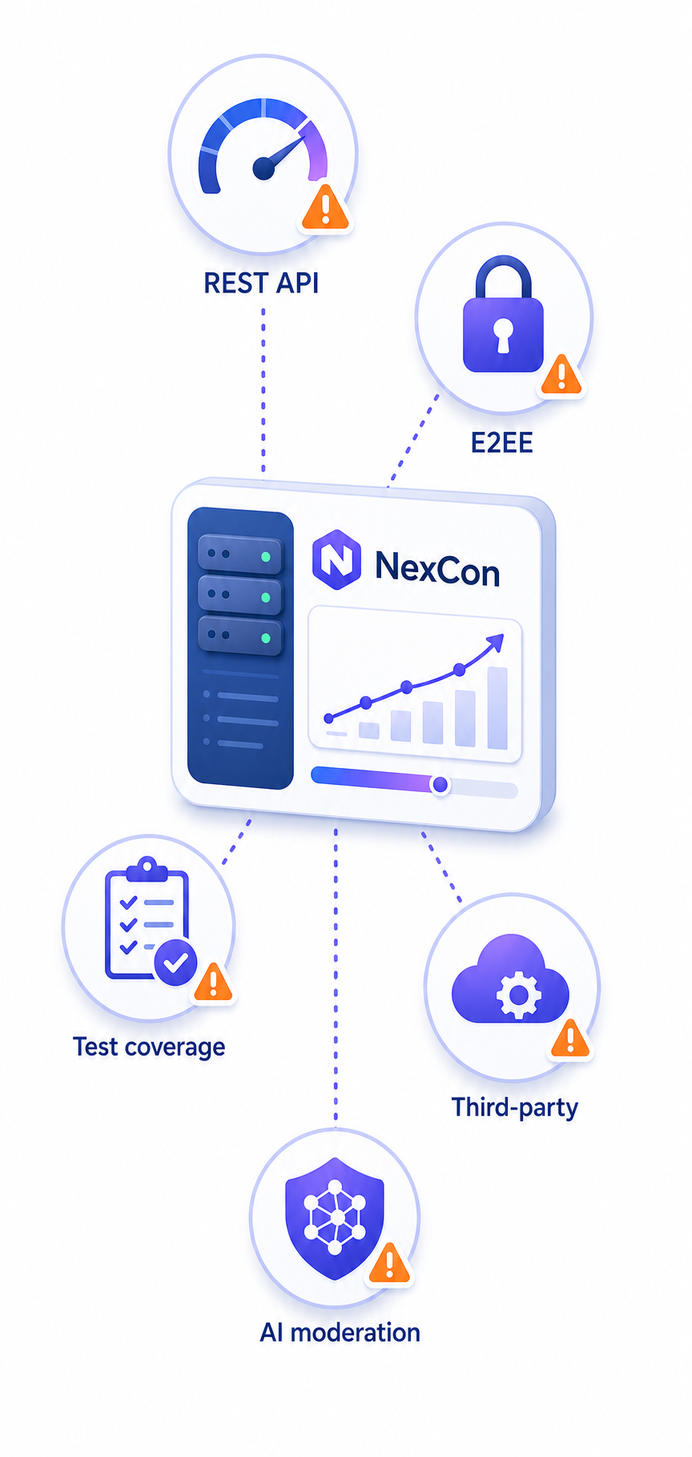 REST API
E2EE
NexCon
Test coverage
Third-party
AI moderation